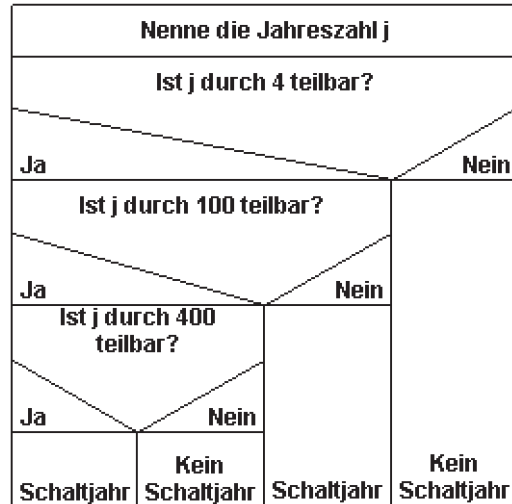 Nenne die Jahreszahl j
Ist j durch 4 teilbar?
Ja
Nein
Ist j durch 100 teilbar?
Ja
Nein
Ist j durch 400
teilbar?
Ja
Nein
Schaltjahr
Kein
Schaltjahr
Schaltjahr
Kein
Schaltjahr